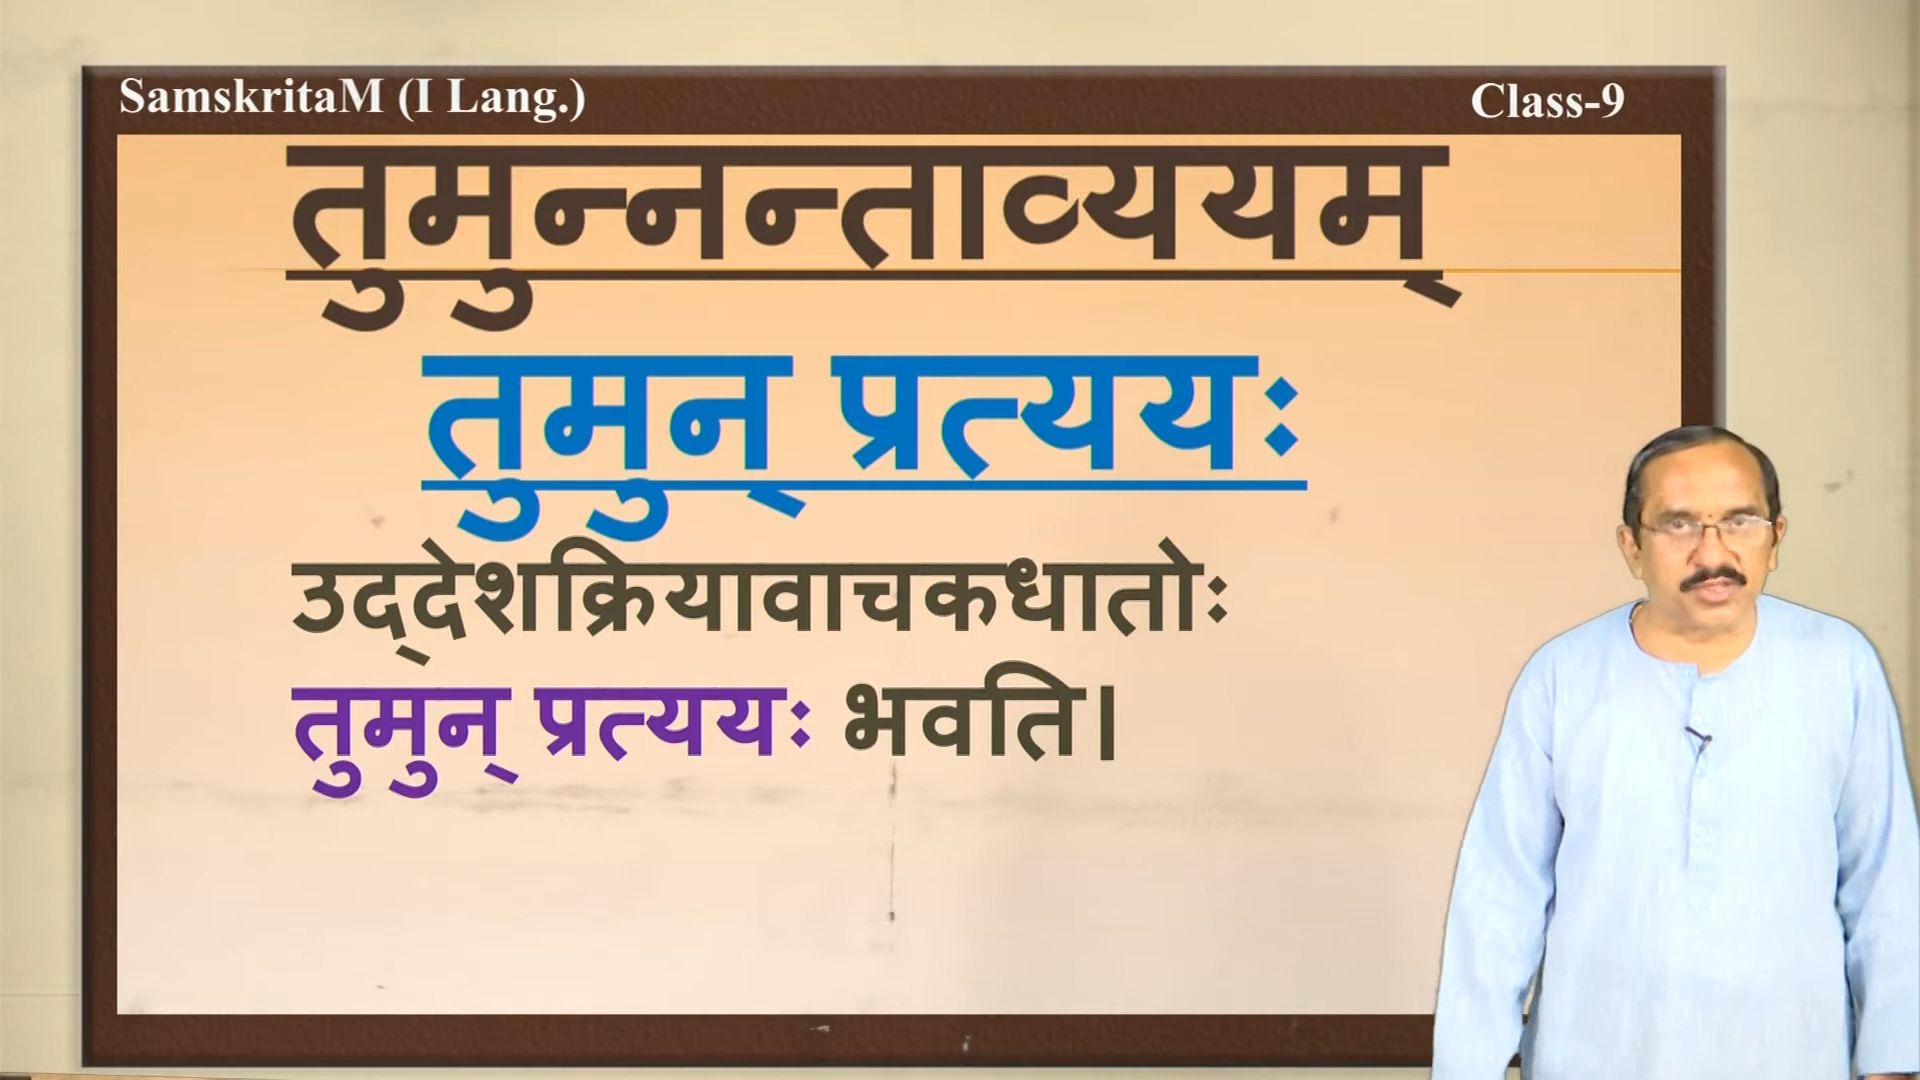 SamskritaM (I Lang.)
Class-9
तुमुन्नन्ताव्ययम्
तुमुन् प्रत्ययः
उद्‌देशक्रियावाचकधातोः
तुमुन् प्रत्ययः भवति।